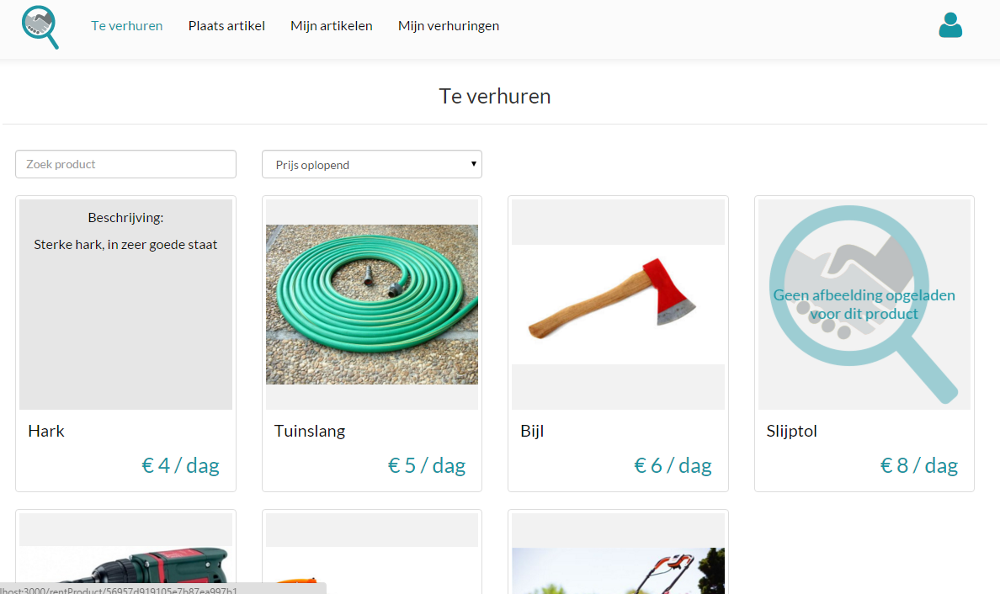 Te verhuren Plaats artikel Mijn artikelen Mijn verhuringen
Te verhuren
Zoek product
Prijs oplopend
Beschrijving:
Sterke hark, in zeer goede staat
Geen afbeelding opgeladen
voor dit product
Hark
Tuinslang
Bijl
Slijptol
€ 4 / dag
€ 5 / dag
€ 6 / dag
€ 8 / dag
lhost:3000/rentProduct/56957d919105e7b87ea997b1